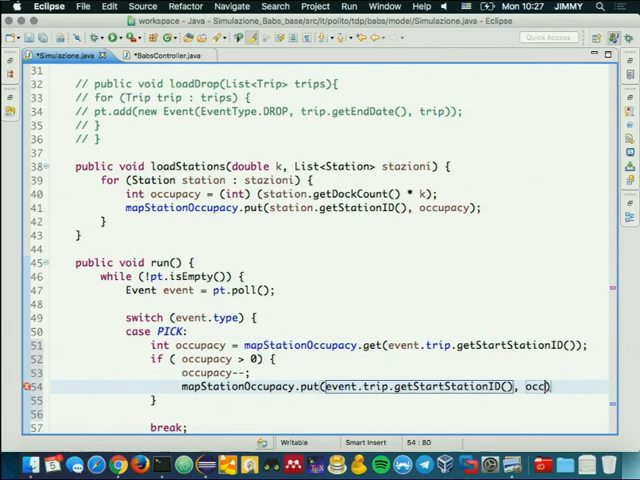 Eclipse File Edit Source Refactor Navigate Search Project Run Window Help Mon 10:27 JIMMY
workspace - Java - Simulazione_Babs_base/src/it/polito/tdp/babs/model/Simulazione.java - Eclipse
Quick Access
*Simulazione.java *BabsController.java
31
32 // public void loadDrop(List<Trip> trips){
33 // for (Trip trip : trips) {
34 // pt.add(new Event(EventType.DROP, trip.getEndDate(), trip));
35 // }
36 // }
37
38 public void loadStations(double k, List<Station> stazioni) {
39 for (Station station : stazioni) {
40 int occupacy = (int) (station.getDockCount() * k);
41 mapStationOccupacy.put(station.getStationID(), occupacy);
42 }
43 }
44
45 public void run() {
46 while (!pt.isEmpty()) {
47 Event event = pt.poll();
48
49 switch (event.type) {
50 case PICK:
51 int occupacy = mapStationOccupacy.get(event.trip.getStartStationID());
52 if ( occupacy > 0) {
53 occupacy--;
54 mapStationOccupacy.put(event.trip.getStartStationID(), occ)
55 }
56
57 break;
Writable Smart Insert 54 : 80